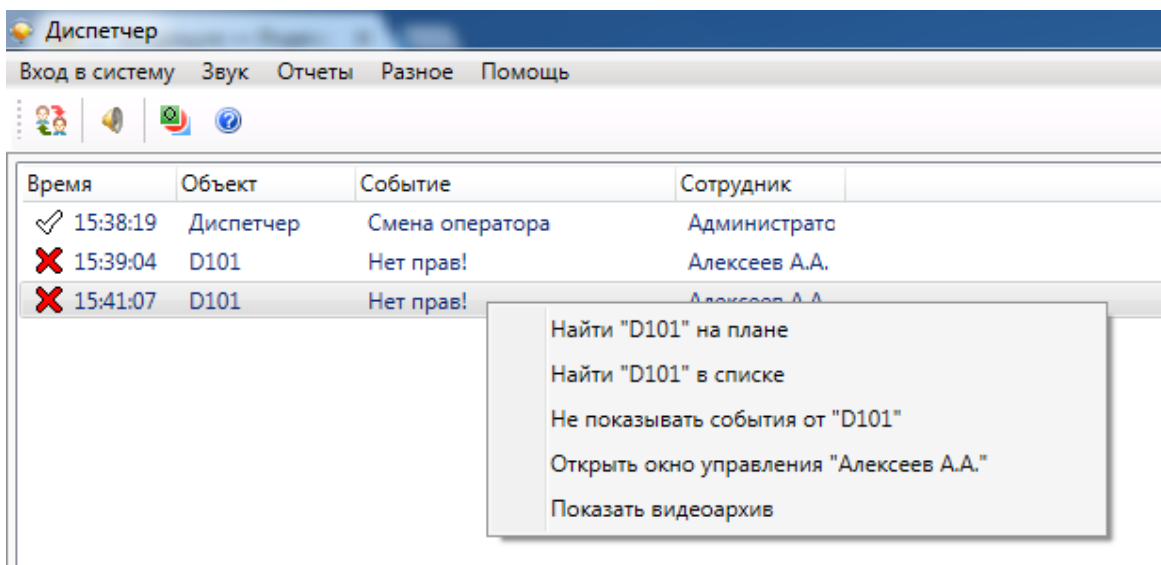 Диспетчер
Вход в систему Звук Отчеты Разное Помощь
Время Объект Событие Сотрудник
15:38:19 Диспетчер Смена оператора Администрато
15:39:04 D101 Нет прав! Алексеев А.А.
15:41:07 D101 Нет прав! Алексеев А.А.
Найти "D101" на плане
Найти "D101" в списке
Не показывать события от "D101"
Открыть окно управления "Алексеев А.А."
Показать видеоархив